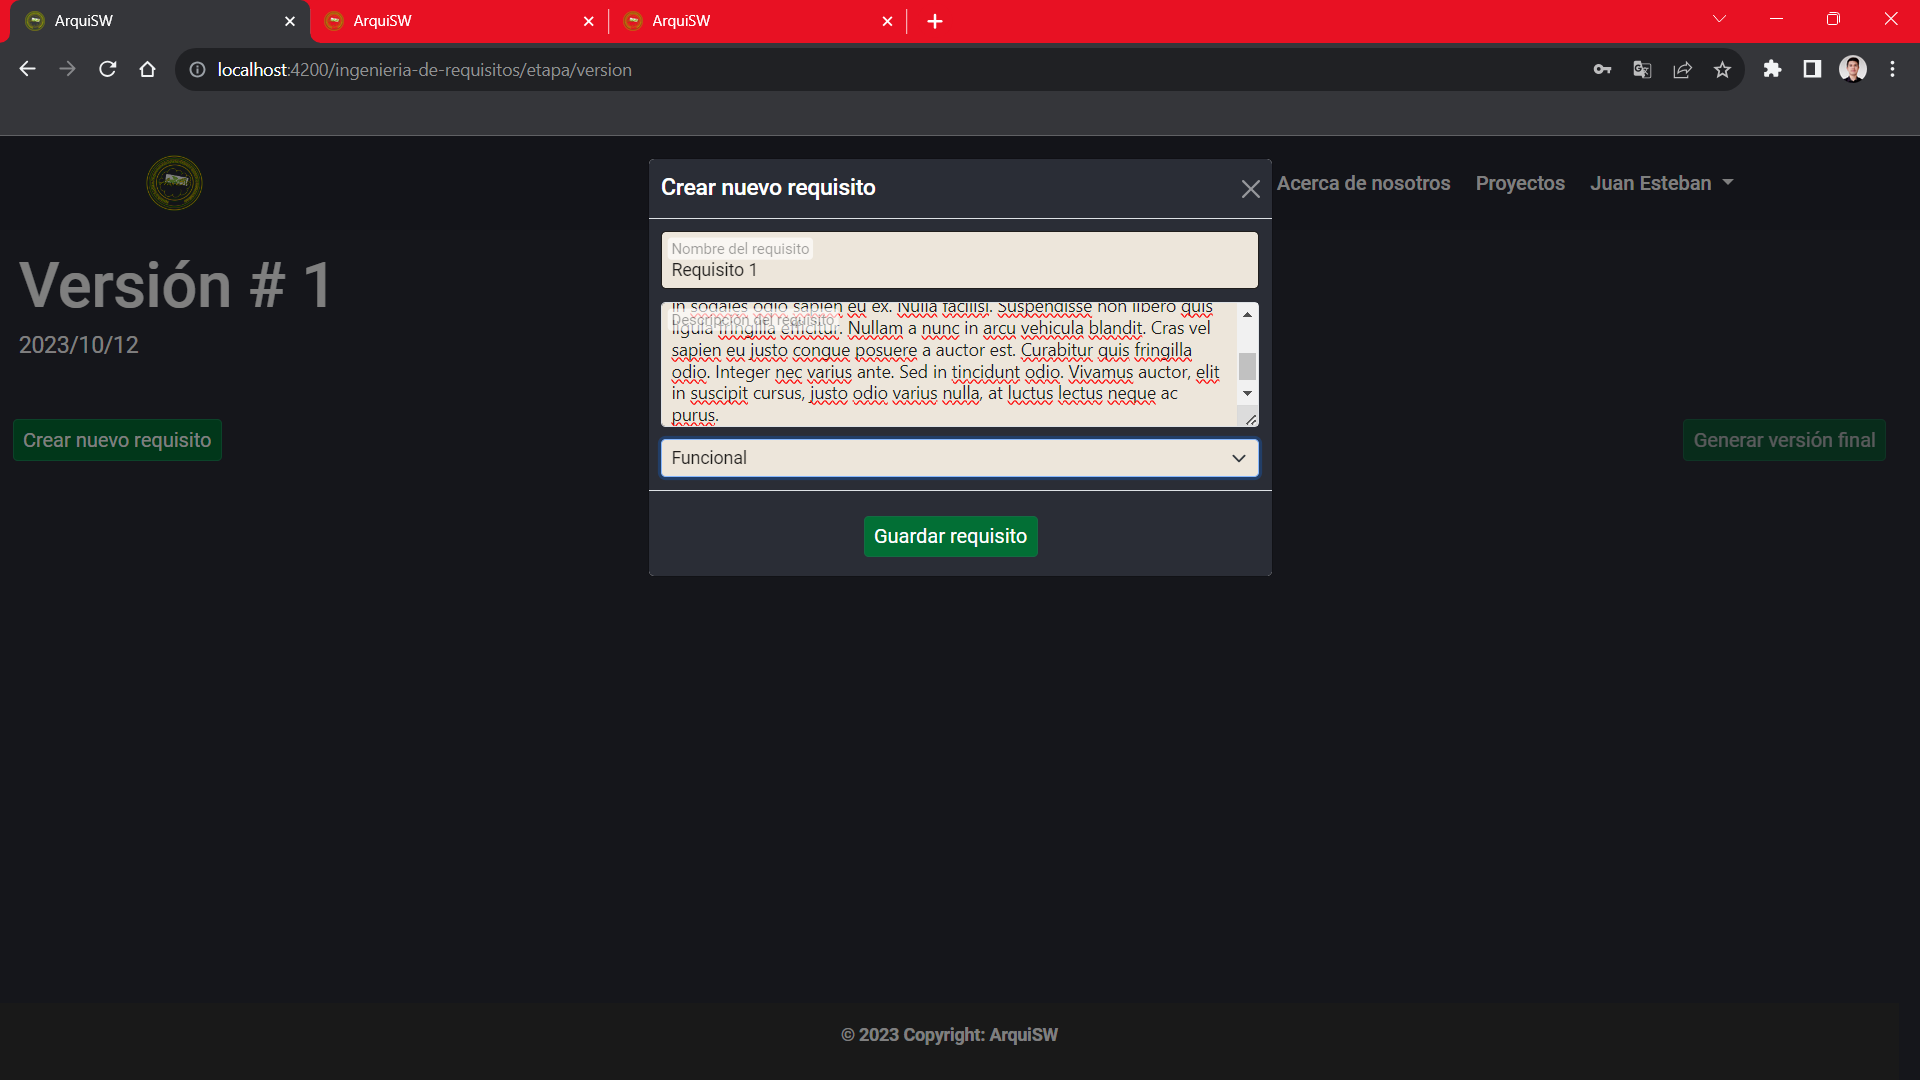 ArquiSW
ArquiSW
ArquiSW
localhost:4200/ingenieria-de-requisitos/etapa/version
Crear nuevo requisito
Acerca de nosotros
Proyectos
Juan Esteban
Versión # 1
2023/10/12
Nombre del requisito
Requisito 1
in sodales odio sapien eu ex. Nulla facilisi. Suspendisse non libero quis
Descripción del requisito
ligula fringilla efficitur. Nullam a nunc in arcu vehicula blandit. Cras vel
sapien eu justo congue posuere a auctor est. Curabitur quis fringilla
odio. Integer nec varius ante. Sed in tincidunt odio. Vivamus auctor, elit
in suscipit cursus, justo odio varius nulla, at luctus lectus neque ac
purus.
Funcional
Crear nuevo requisito
Generar versión final
Guardar requisito
© 2023 Copyright: ArquiSW